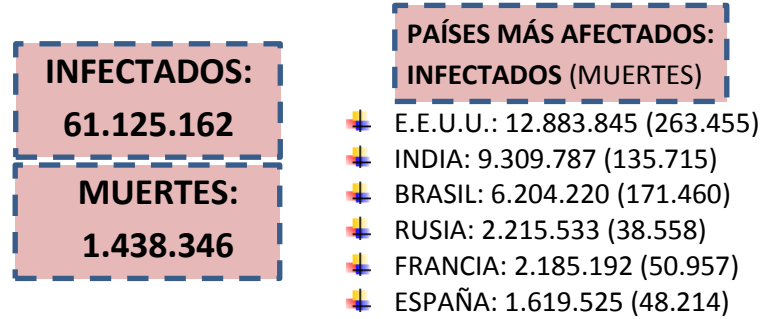 INFECTADOS:
61.125.162
MUERTES:
1.438.346
PAÍSES MÁS AFECTADOS:
INFECTADOS (MUERTES)
E.E.U.U.: 12.883.845 (263.455)
INDIA: 9.309.787 (135.715)
BRASIL: 6.204.220 (171.460)
RUSIA: 2.215.533 (38.558)
FRANCIA: 2.185.192 (50.957)
ESPAÑA: 1.619.525 (48.214)